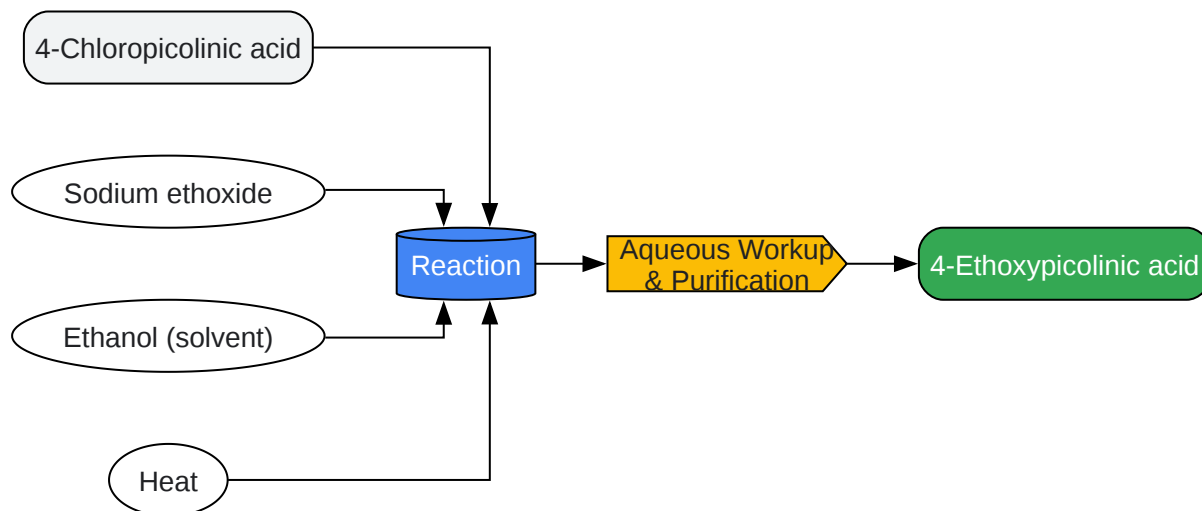 4-Chloropicolinic acid
Sodium ethoxide
Reaction
Aqueous Workup
& Purification
4-Ethoxypicolinic acid
Ethanol (solvent)
Heat